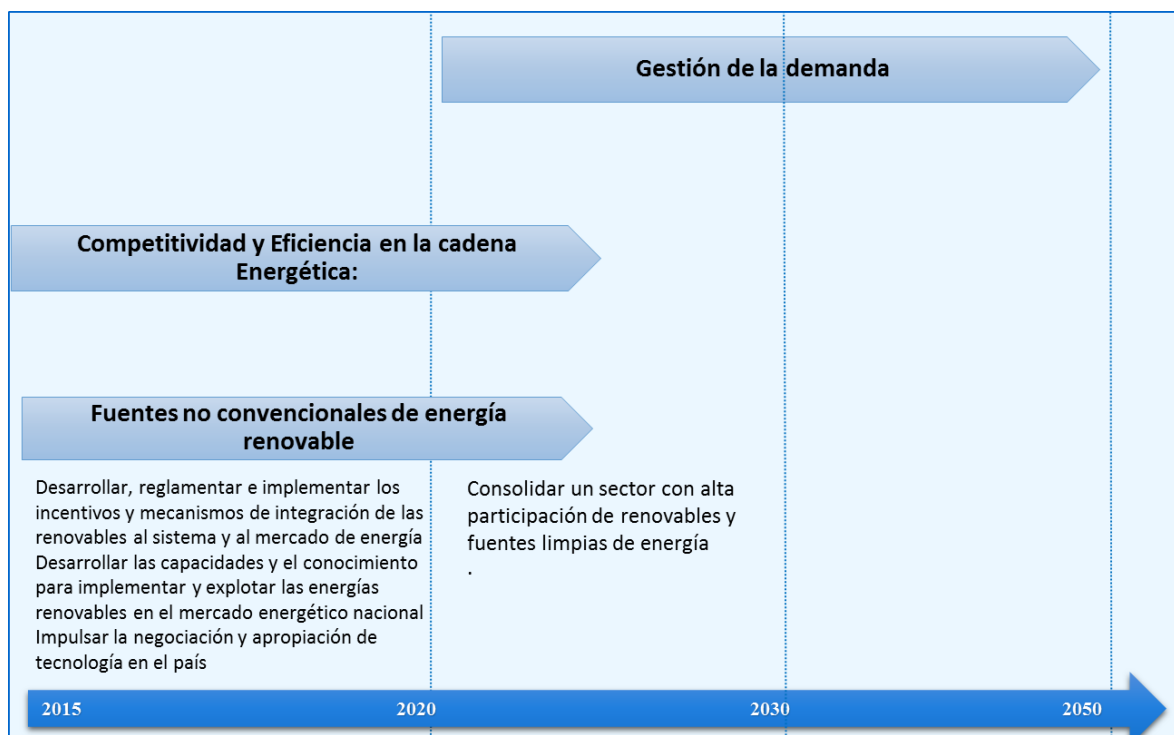 Gestión de la demanda
Competitividad y Eficiencia en la cadena
Energética:
Fuentes no convencionales de energía
renovable
Desarrollar, reglamentar e implementar los
incentivos y mecanismos de integración de las
renovables al sistema y al mercado de energía
Desarrollar las capacidades y el conocimiento
para implementar y explotar las energías
renovables en el mercado energético nacional
Impulsar la negociación y apropiación de
tecnología en el país
Consolidar un sector con alta
participación de renovables y
fuentes limpias de energía
.
2015 2020 2030 2050